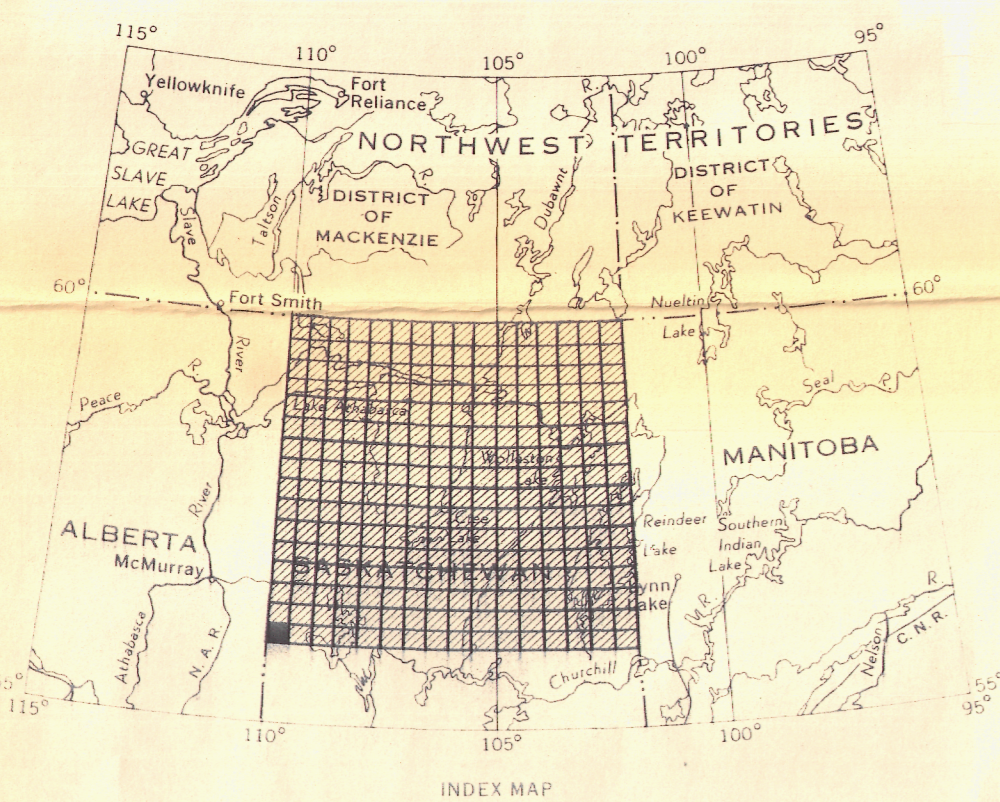 115°
110°
105°
100°
95°
Yellowknife
Fort
Reliance
R.
NORTHWEST TERRITORIES
GREAT
SLAVE
LAKE
DISTRICT
OF
MACKENZIE
R.
DISTRICT
OF
KEEWATIN
Slave
Taltson
Dubawnt
60°
Fort Smith
Nueltin
Lake
60°
River
R.
Peace
Lake Athabasca
Seal R.
Wollaston
Lake
MANITOBA
River
Cree
Lake
Reindeer
Lake
Southern
Indian
Lake
ALBERTA
McMurray
SASKATCHEWAN
Lynn
Lake
R.
R.
Athabasca
N. A. R.
Churchill
Nelson
C.N.R.
55°
55°
115°
110°
105°
100°
95°
INDEX MAP